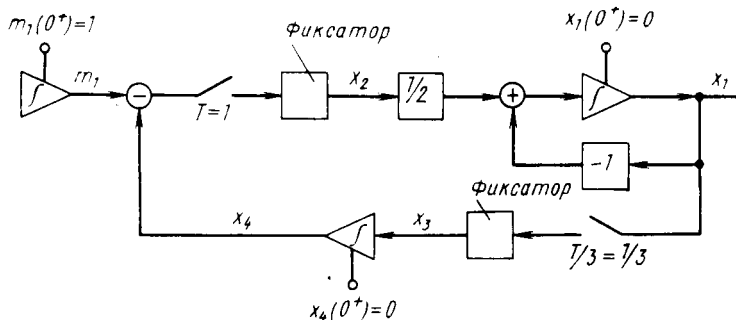 m₁(0⁺)=1
Фиксатор
x₁(0⁺)=0
∫
m₁
−
T=1
x₂
1/2
+
∫
x₁
-1
Фиксатор
x₄
∫
x₃
T/3=1/3
x₄(0⁺)=0